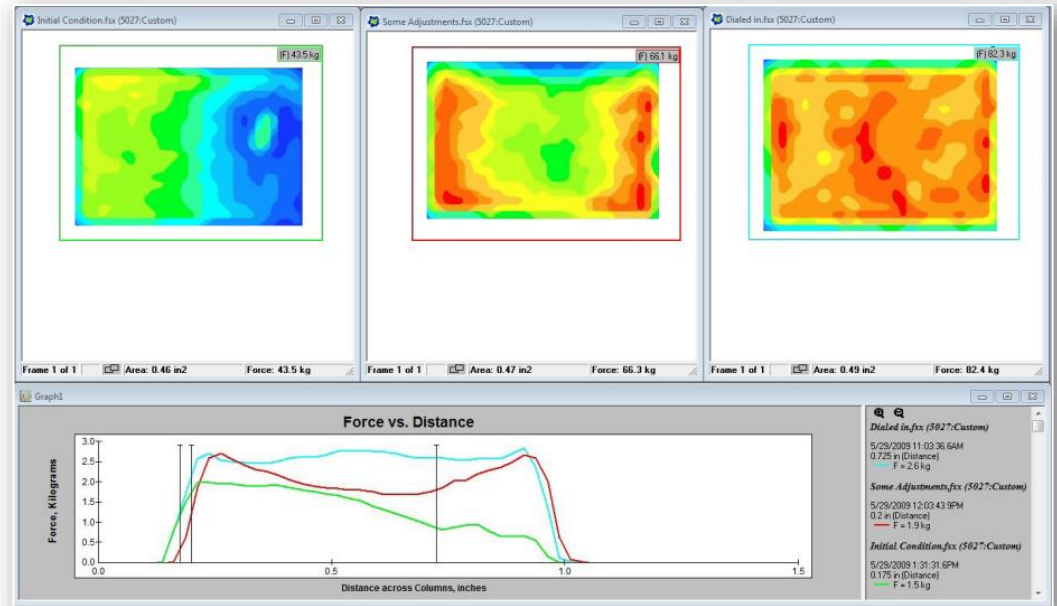 Initial Condition.fsx (5027:Custom)
(F) 43.5 kg
Frame 1 of 1 Area: 0.46 in2 Force: 43.5 kg
Some Adjustments.fsx (5027:Custom)
(F) 66.1 kg
Frame 1 of 1 Area: 0.47 in2 Force: 66.3 kg
Dialed in.fsx (5027:Custom)
(F) 82.3 kg
Frame 1 of 1 Area: 0.49 in2 Force: 82.4 kg
Graph1
Force vs. Distance
Force, Kilograms
3.0
2.5
2.0
1.5
1.0
0.5
0.0
0.0 0.5 1.0 1.5
Distance across Columns, inches
Dialed in.fsx (5027:Custom)
5/29/2009 11:03:36.6AM
0.725 in (Distance)
F = 2.6 kg
Some Adjustments.fsx (5027:Custom)
5/29/2009 12:03:43.9PM
0.2 in (Distance)
F = 1.9 kg
Initial Condition.fsx (5027:Custom)
5/29/2009 1:31:31.6PM
0.175 in (Distance)
F = 1.5 kg